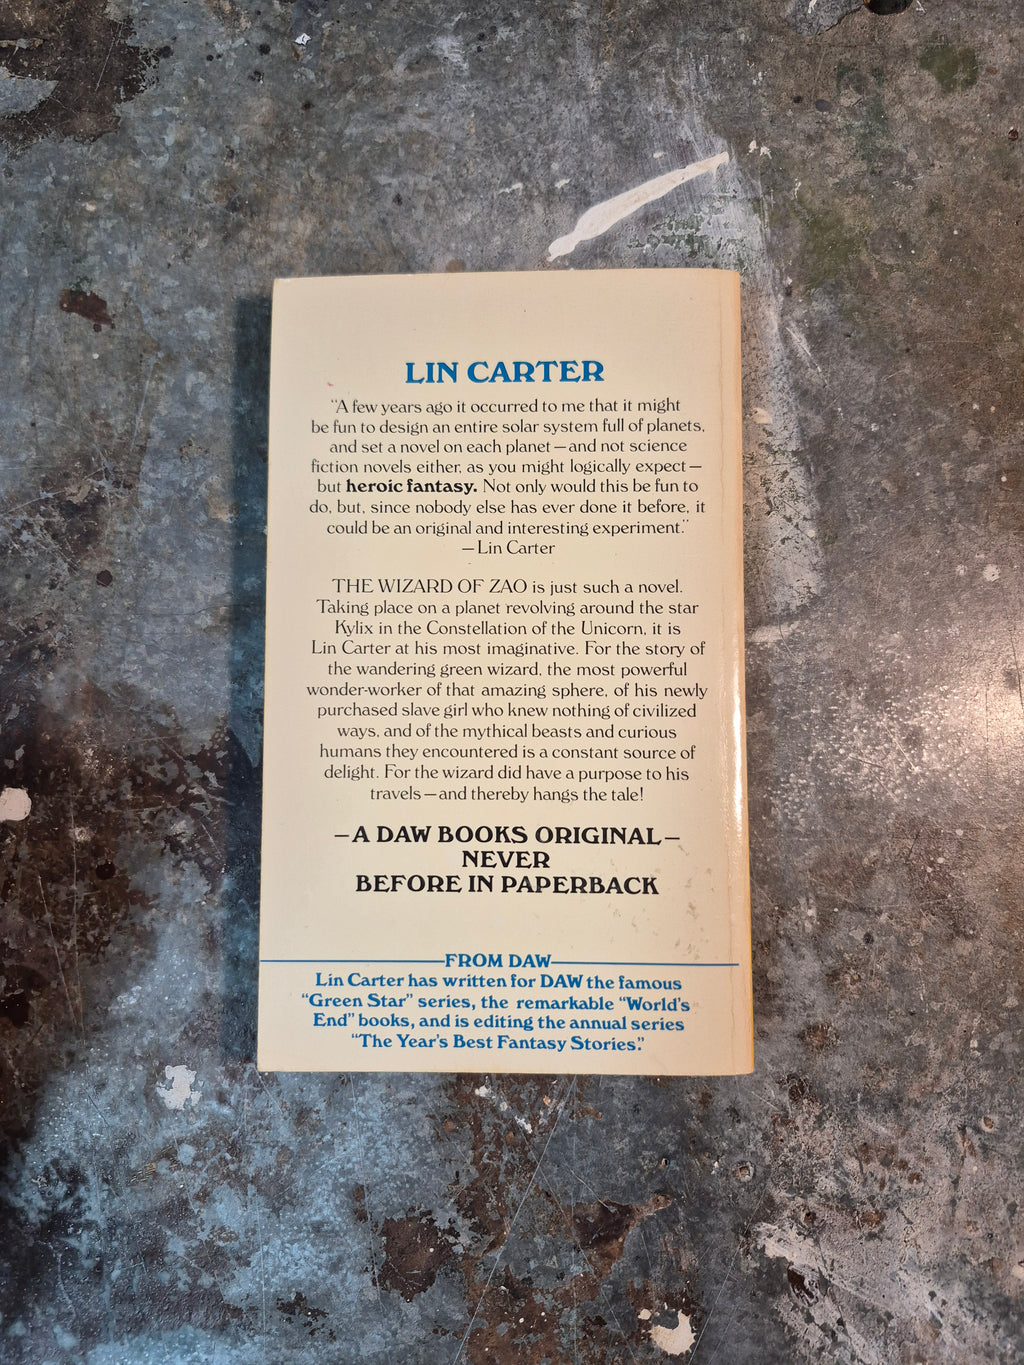 LIN CARTER
"A few years ago it occurred to me that it might
be fun to design an entire solar system full of planets,
and set a novel on each planet—and not science
fiction novels either, as you might logically expect—
but heroic fantasy. Not only would this be fun to
do, but, since nobody else has ever done it before, it
could be an original and interesting experiment."
—Lin Carter
THE WIZARD OF ZAO is just such a novel.
Taking place on a planet revolving around the star
Kylix in the Constellation of the Unicorn, it is
Lin Carter at his most imaginative. For the story of
the wandering green wizard, the most powerful
wonder-worker of that amazing sphere, of his newly
purchased slave girl who knew nothing of civilized
ways, and of the mythical beasts and curious
humans they encountered is a constant source of
delight. For the wizard did have a purpose to his
travels—and thereby hangs the tale!
—A DAW BOOKS ORIGINAL—
NEVER
BEFORE IN PAPERBACK
FROM DAW
Lin Carter has written for DAW the famous
"Green Star" series, the remarkable "World's
End" books, and is editing the annual series
"The Year's Best Fantasy Stories."